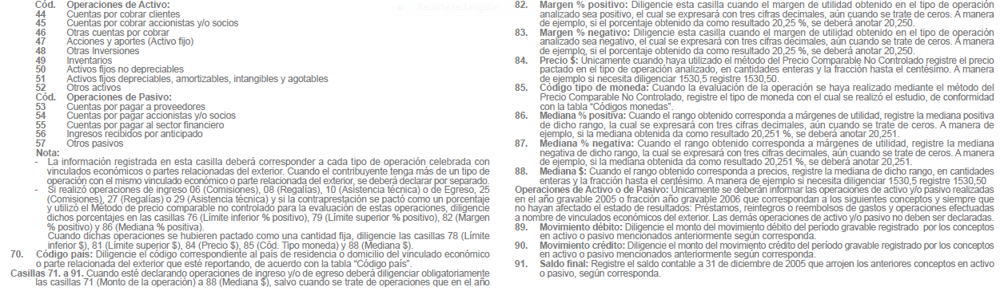 Cód. Operaciones de Activo:
44 Cuentas por cobrar clientes
45 Cuentas por cobrar accionistas y/o socios
46 Otras cuentas por cobrar
47 Acciones y aportes (Activo fijo)
48 Otras Inversiones
49 Inventarios
50 Activos fijos no depreciables
51 Activos fijos depreciables, amortizables, intangibles y agotables
52 Otros activos
Cód. Operaciones de Pasivo:
53 Cuentas por pagar a proveedores
54 Cuentas por pagar accionistas y/o socios
55 Cuentas por pagar al sector financiero
56 Ingresos recibidos por anticipado
57 Otros pasivos
Nota:
- La información registrada en esta casilla deberá corresponder a cada tipo de operación celebrada con
vinculados económicos o partes relacionadas del exterior. Cuando el contribuyente tenga más de un tipo de
operación con el mismo vinculado económico o parte relacionada del exterior, se deberá declarar por separado.
- Si realizó operaciones de ingreso 06 (Comisiones), 08 (Regalías), 10 (Asistencia técnica) o de Egreso, 25
(Comisiones), 27 (Regalías) o 29 (Asistencia técnica) y si la contraprestación se pactó como un porcentaje
y utilizó el Método de precio comparable no controlado para la evaluación de estas operaciones, diligencie
dichos porcentajes en las casillas 76 (Límite inferior % positivo), 79 (Límite superior % positivo), 82 (Margen
% positivo) y 86 (Mediana % positiva).
Cuando dichas operaciones se hubieren pactado como una cantidad fija, diligencie las casillas 78 (Límite
inferior $), 81 (Límite superior $), 84 (Precio $), 85 (Cód. Tipo moneda) y 88 (Mediana $).
70. Código país: Diligencie el código correspondiente al país de residencia o domicilio del vinculado económico
o parte relacionada del exterior que esté reportando, de acuerdo con la tabla “Código país”.
Casillas 71. a 91. Cuando esté declarando operaciones de ingreso y/o de egreso deberá diligenciar obligatoriamente
las casillas 71 (Monto de la operación) a 88 (Mediana $), salvo cuando se trate de operaciones que en el año
82. Margen % positivo: Diligencie esta casilla cuando el margen de utilidad obtenido en el tipo de operación
analizado sea positivo, el cual se expresará con tres cifras decimales, aún cuando se trate de ceros. A manera
de ejemplo, si el porcentaje obtenido da como resultado 20,25 %, se deberá anotar 20,250.
83. Margen % negativo: Diligencie esta casilla cuando el margen de utilidad obtenido en el tipo de operación
analizado sea negativo, el cual se expresará con tres cifras decimales, aún cuando se trate de ceros. A manera
de ejemplo, si el porcentaje obtenido da como resultado 20,25 %, se deberá anotar 20,250.
84. Precio $: Únicamente cuando haya utilizado el método del Precio Comparable No Controlado registre el precio
pactado en el tipo de operación analizado, en cantidades enteras y la fracción hasta el centésimo. A manera
de ejemplo si necesita diligenciar 1530,5 registre 1530,50.
85. Código tipo de moneda: Cuando la evaluación de la operación se haya realizado mediante el método del
Precio Comparable No Controlado, registre el tipo de moneda con el cual se realizó el estudio, de conformidad
con la tabla “Códigos monedas”.
86. Mediana % positiva: Cuando el rango obtenido corresponda a márgenes de utilidad, registre la mediana positiva
de dicho rango, la cual se expresará con tres cifras decimales, aún cuando se trate de ceros. A manera de
ejemplo, si la mediana obtenida da como resultado 20,251 %, se deberá anotar 20,251.
87. Mediana % negativa: Cuando el rango obtenido corresponda a márgenes de utilidad, registre la mediana
negativa de dicho rango, la cual se expresará con tres cifras decimales, aún cuando se trate de ceros. A manera
de ejemplo, si la mediana obtenida da como resultado 20,251 %, se deberá anotar 20,251.
88. Mediana $: Cuando el rango obtenido corresponda a precios, registre la mediana de dicho rango, en cantidades
enteras y la fracción hasta el centésimo. A manera de ejemplo si necesita diligenciar 1530,5 registre 1530,50
Operaciones de Activo o de Pasivo: Únicamente se deberán informar las operaciones de activo y/o pasivo realizadas
en el año gravable 2005 o fracción año gravable 2006 que correspondan a los siguientes conceptos y siempre que
no hayan afectado el estado de resultados: Préstamos, reintegros o reembolsos de gastos y operaciones efectuadas
a nombre de vinculados económicos del exterior. Las demás operaciones de activo y/o pasivo no deben ser declaradas.
89. Movimiento débito: Diligencie el monto del movimiento débito del período gravable registrado por los conceptos
en activo o pasivo mencionados anteriormente según corresponda.
90. Movimiento crédito: Diligencie el monto del movimiento crédito del período gravable registrado por los conceptos
en activo o pasivo mencionados anteriormente según corresponda.
91. Saldo final: Registre el saldo contable a 31 de diciembre de 2005 que arrojen los anteriores conceptos en activo
o pasivo, según corresponda.
Recorte rectangular